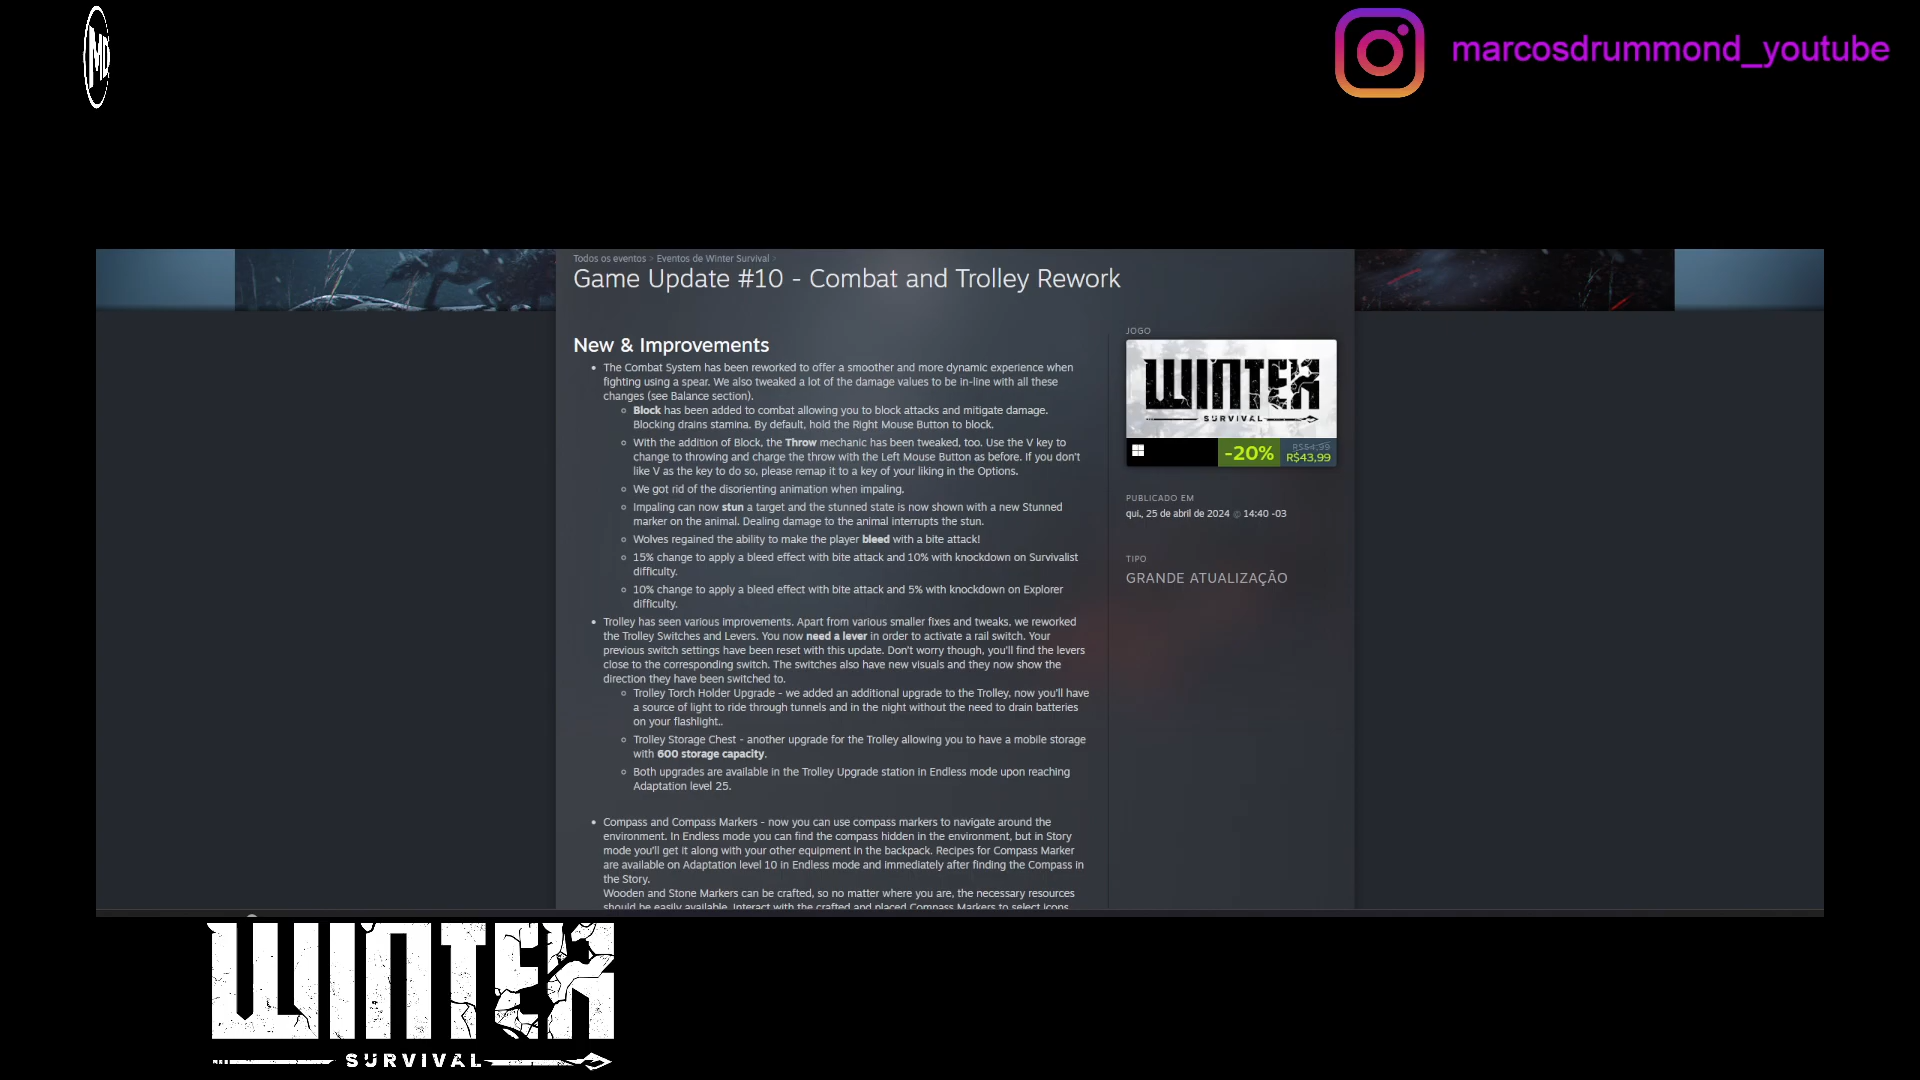 MD
marcosdrummond_youtube
Todos os eventos > Eventos de Winter Survival >
Game Update #10 - Combat and Trolley Rework
New & Improvements
• The Combat System has been reworked to offer a smoother and more dynamic experience when
fighting using a spear. We also tweaked a lot of the damage values to be in-line with all these
changes (see Balance section).
◦ Block has been added to combat allowing you to block attacks and mitigate damage.
Blocking drains stamina. By default, hold the Right Mouse Button to block.
◦ With the addition of Block, the Throw mechanic has been tweaked, too. Use the V key to
change to throwing and charge the throw with the Left Mouse Button as before. If you don't
like V as the key to do so, please remap it to a key of your liking in the Options.
◦ We got rid of the disorienting animation when impaling.
◦ Impaling can now stun a target and the stunned state is now shown with a new Stunned
marker on the animal. Dealing damage to the animal interrupts the stun.
◦ Wolves regained the ability to make the player bleed with a bite attack!
◦ 15% change to apply a bleed effect with bite attack and 10% with knockdown on Survivalist
difficulty.
◦ 10% change to apply a bleed effect with bite attack and 5% with knockdown on Explorer
difficulty.
• Trolley has seen various improvements. Apart from various smaller fixes and tweaks, we reworked
the Trolley Switches and Levers. You now need a lever in order to activate a rail switch. Your
previous switch settings have been reset with this update. Don't worry though, you'll find the levers
close to the corresponding switch. The switches also have new visuals and they now show the
direction they have been switched to.
◦ Trolley Torch Holder Upgrade - we added an additional upgrade to the Trolley, now you'll have
a source of light to ride through tunnels and in the night without the need to drain batteries
on your flashlight..
◦ Trolley Storage Chest - another upgrade for the Trolley allowing you to have a mobile storage
with 600 storage capacity.
◦ Both upgrades are available in the Trolley Upgrade station in Endless mode upon reaching
Adaptation level 25.
• Compass and Compass Markers - now you can use compass markers to navigate around the
environment. In Endless mode you can find the compass hidden in the environment, but in Story
mode you'll get it along with your other equipment in the backpack. Recipes for Compass Marker
are available on Adaptation level 10 in Endless mode and immediately after finding the Compass in
the Story.
Wooden and Stone Markers can be crafted, so no matter where you are, the necessary resources
should be easily available. Interact with the crafted and placed Compass Markers to select icons,
JOGO
WINTER
SURVIVAL
-20%
R$54,99
R$43,99
PUBLICADO EM
qui., 25 de abril de 2024 @ 14:40 -03
TIPO
GRANDE ATUALIZAÇÃO
WINTER
SURVIVAL